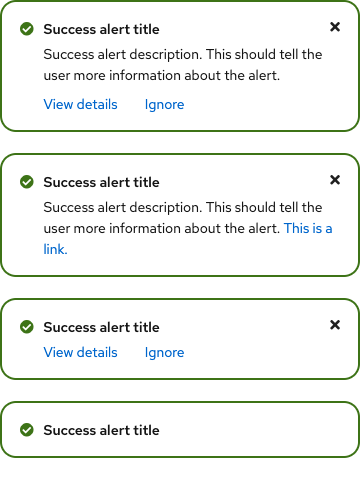 Success alert title
Success alert description. This should tell the
user more information about the alert.
View details Ignore
Success alert title
Success alert description. This should tell the
user more information about the alert. This is a
link.
Success alert title
View details Ignore
Success alert title